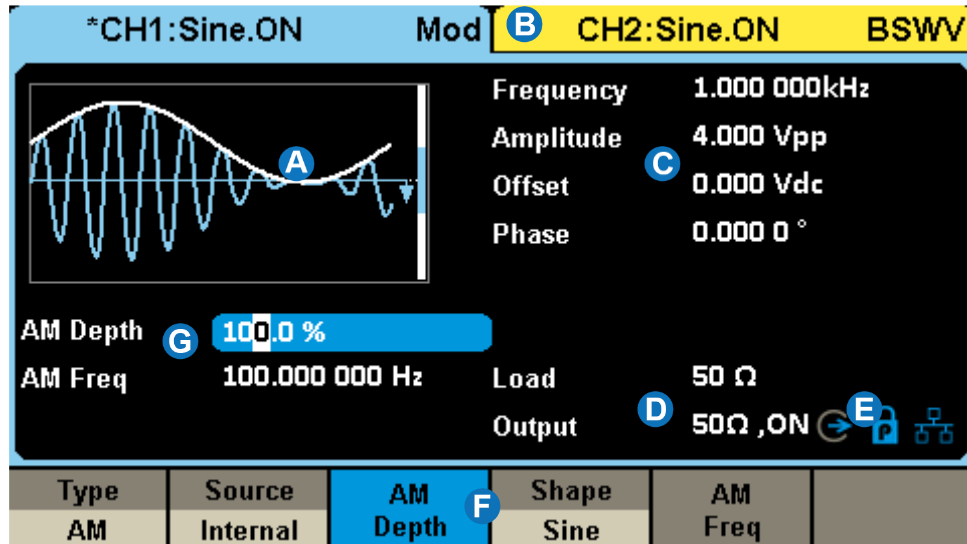 *CH1:Sine.ON Mod B CH2:Sine.ON BSWV
A
Frequency 1.000 000kHz
Amplitude 4.000 Vpp
C
Offset 0.000 Vdc
Phase 0.000 0 °
AM Depth G 100.0 %
AM Freq 100.000 000 Hz
Load 50 Ω
D E
Output 50Ω ,ON P
Type Source AM Depth F Shape AM Freq
AM Internal Sine